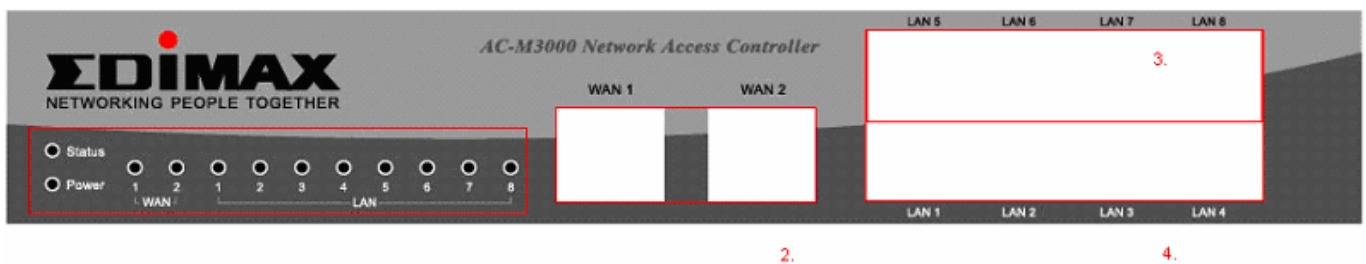 LAN 5 LAN 6 LAN 7 LAN 8
EDIMAX
NETWORKING PEOPLE TOGETHER
AC-M3000 Network Access Controller
WAN 1 WAN 2
3.
Status
Power
1 2 1 2 3 4 5 6 7 8
WAN LAN
LAN 1 LAN 2 LAN 3 LAN 4
2.
4.